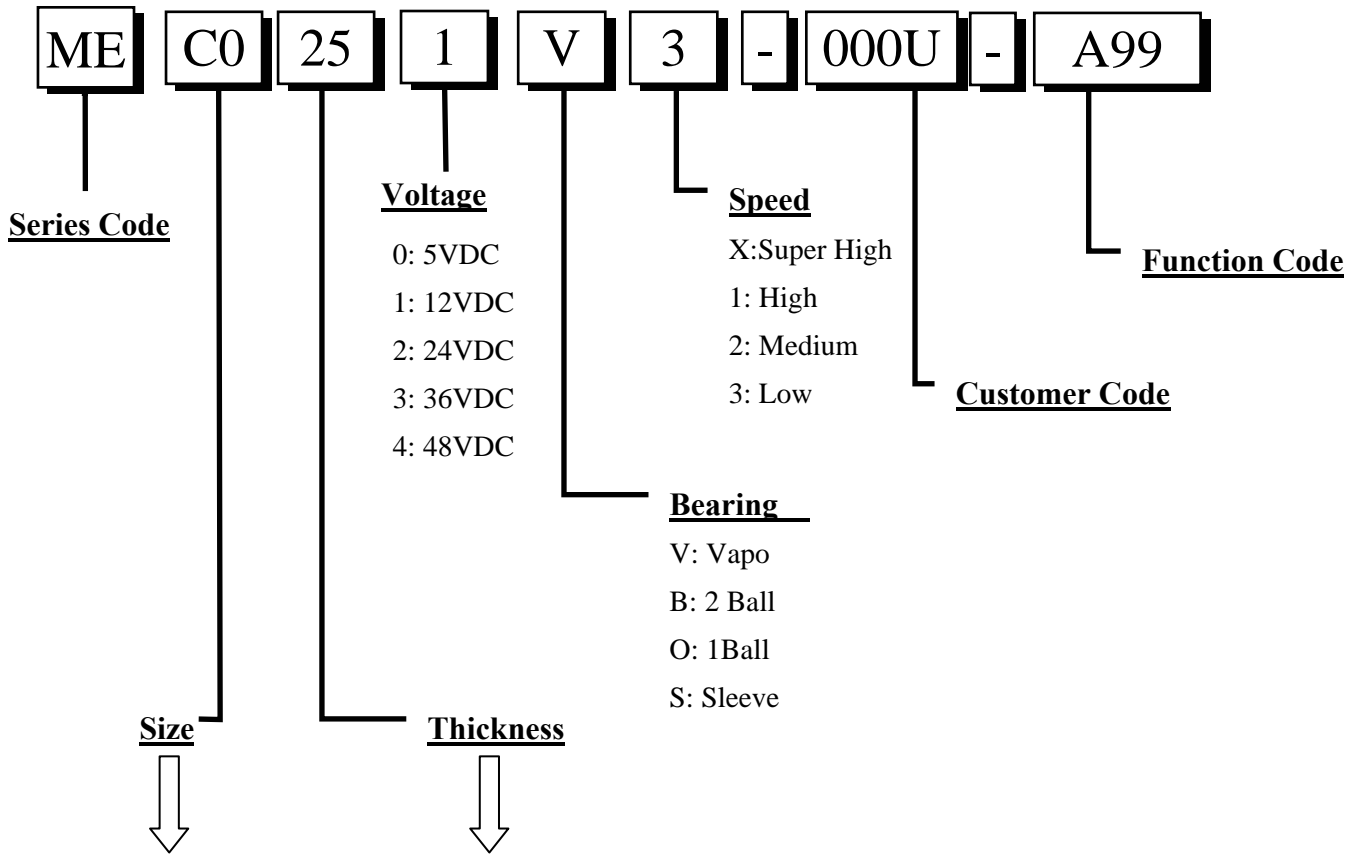 ME C0 25 1 V 3 - 000U - A99
Series Code
Voltage
0: 5VDC
1: 12VDC
2: 24VDC
3: 36VDC
4: 48VDC
Speed
X:Super High
1: High
2: Medium
3: Low
Function Code
Customer Code
Bearing
V: Vapo
B: 2 Ball
O: 1Ball
S: Sleeve
Size
Thickness